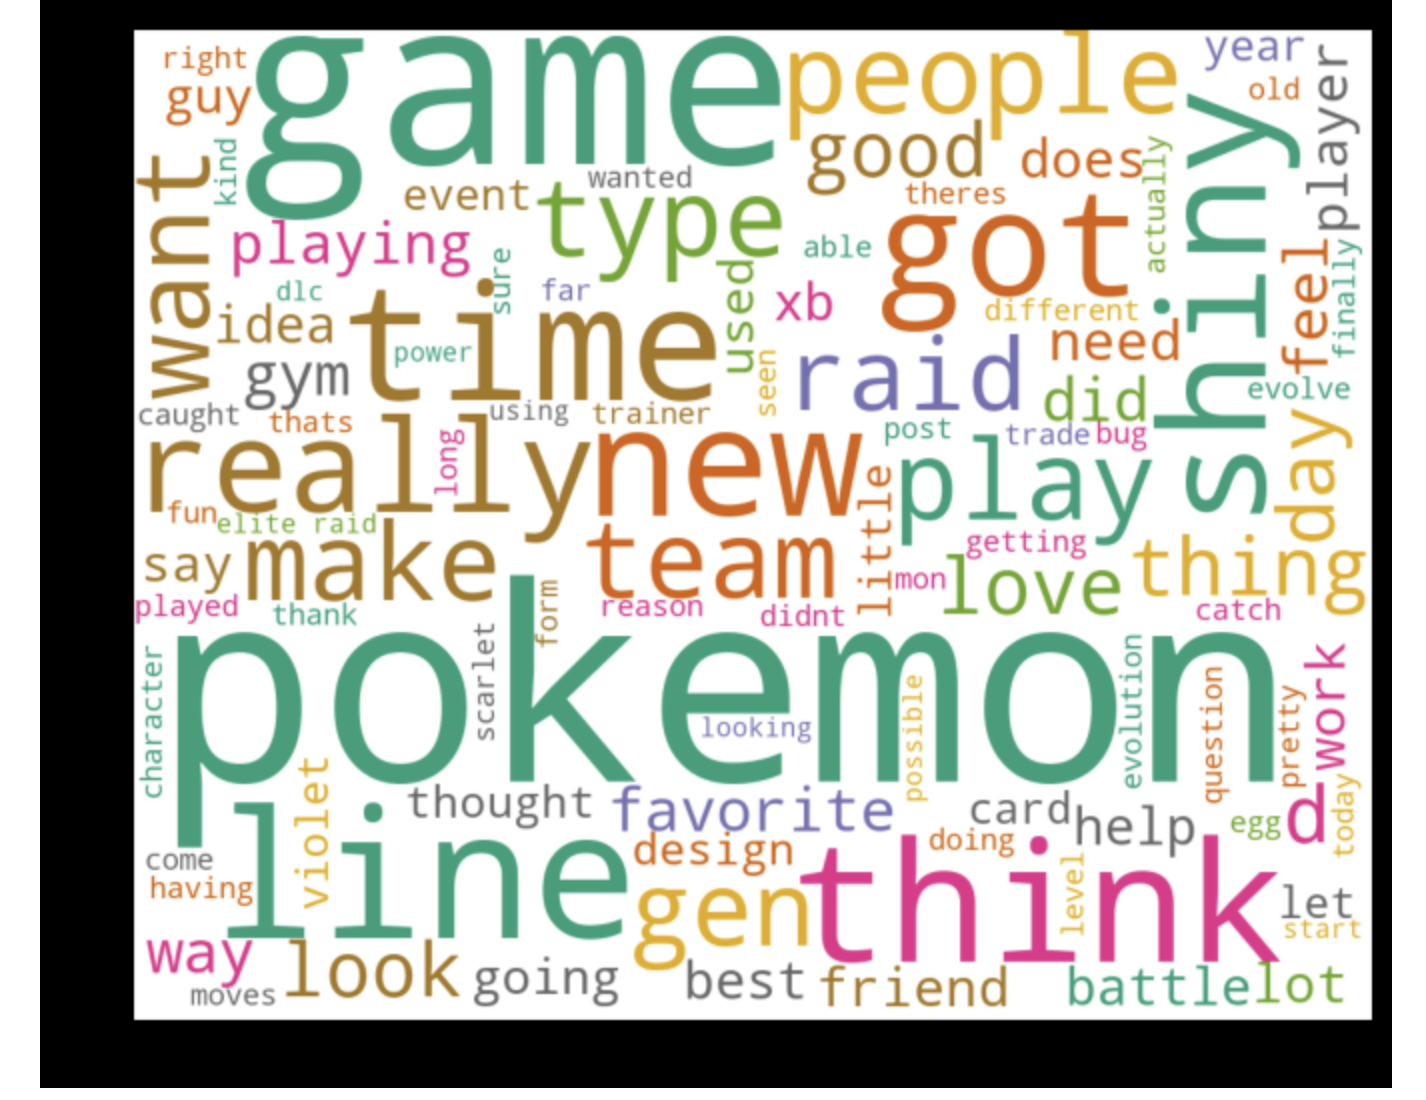 right
game
people
year
guy
old
player
kind
want
event
wanted
good
does
actually
shiny
type
theres
got
playing
sure
able
dlc
far
used
xb
different
feel
finally
idea
time
power
need
gym
seen
raid
did
evolve
caught
thats
using
trainer
post
trade
bug
day
really
long
new
play
fun
elite raid
little
say
make
team
getting
thing
mon
love
played
thank
form
reason
didnt
catch
character
pokemon
scarlet
looking
possible
evolution
question
pretty
work
violet
thought
favorite
card
help
egg
d
today
come
line
design
doing
having
gen
think
level
let
start
way
look
going
best
friend
battle
lot
moves